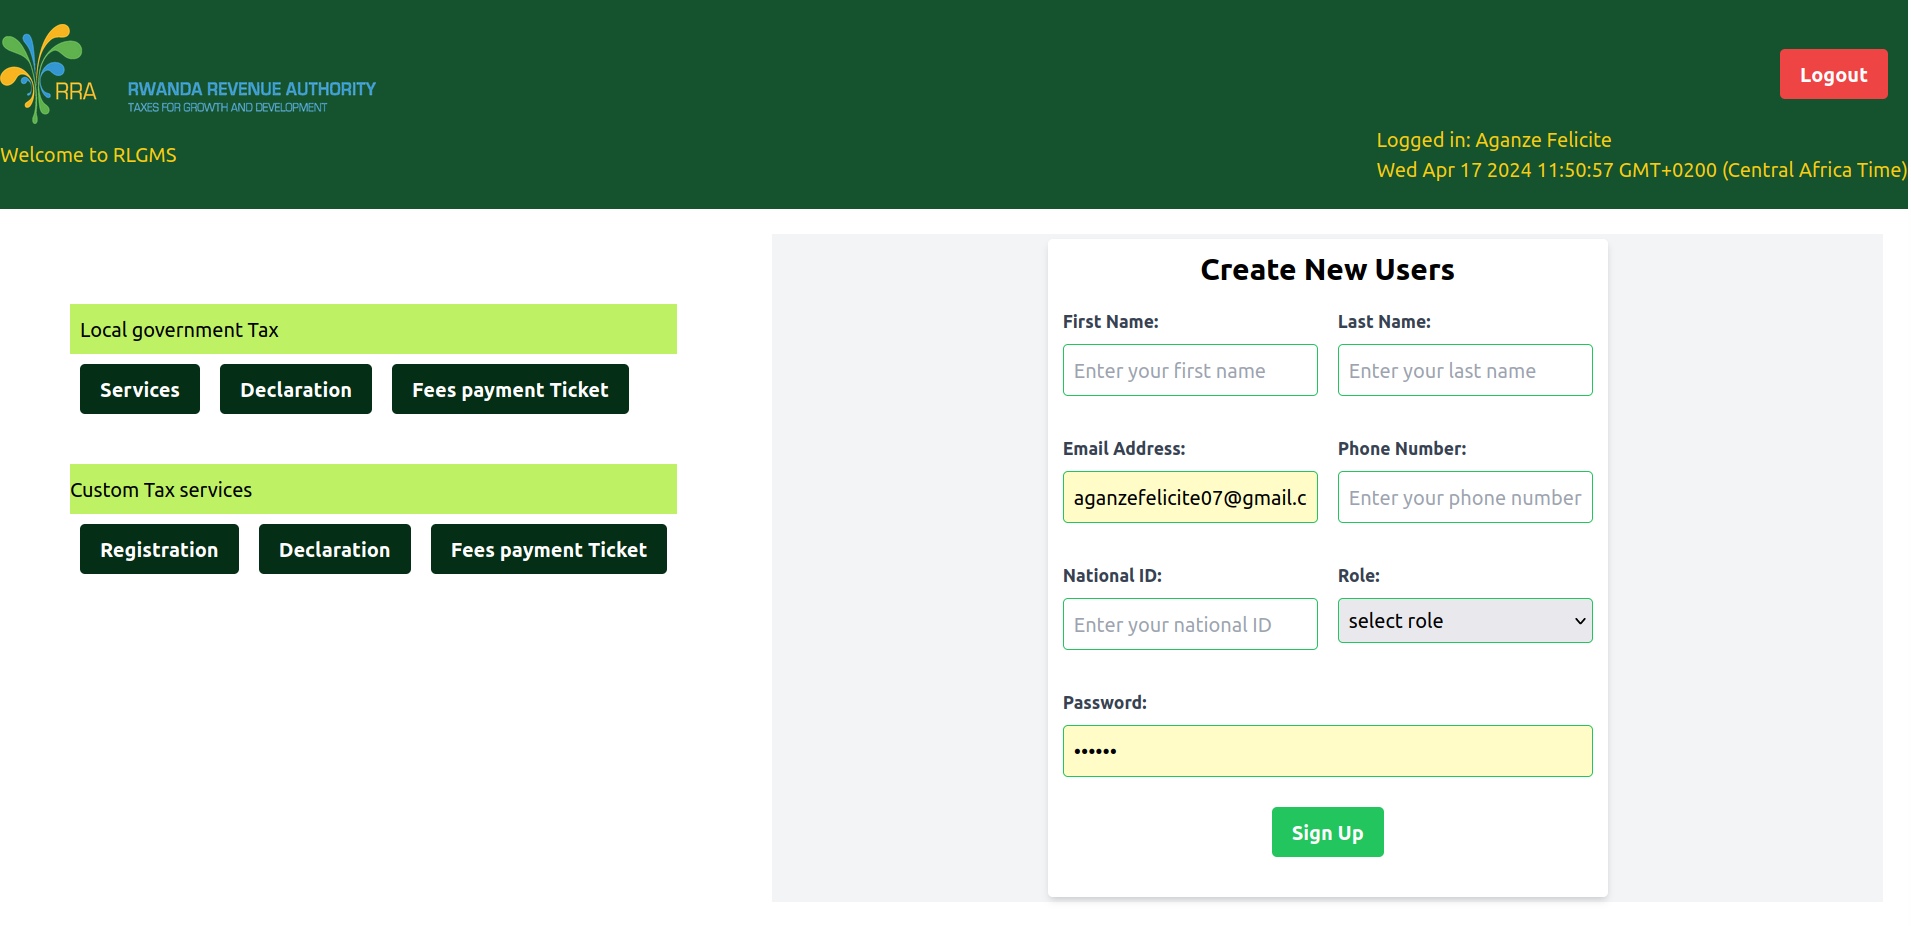 RRA
RWANDA REVENUE AUTHORITY
TAXES FOR GROWTH AND DEVELOPMENT
Logout
Welcome to RLGMS
Logged in: Aganze Felicite
Wed Apr 17 2024 11:50:57 GMT+0200 (Central Africa Time)
Local government Tax
Services Declaration Fees payment Ticket
Custom Tax services
Registration Declaration Fees payment Ticket
Create New Users
First Name: Last Name:
Enter your first name Enter your last name
Email Address: Phone Number:
aganzefelicite07@gmail.c Enter your phone number
National ID: Role:
Enter your national ID select role
Password:
••••••
Sign Up